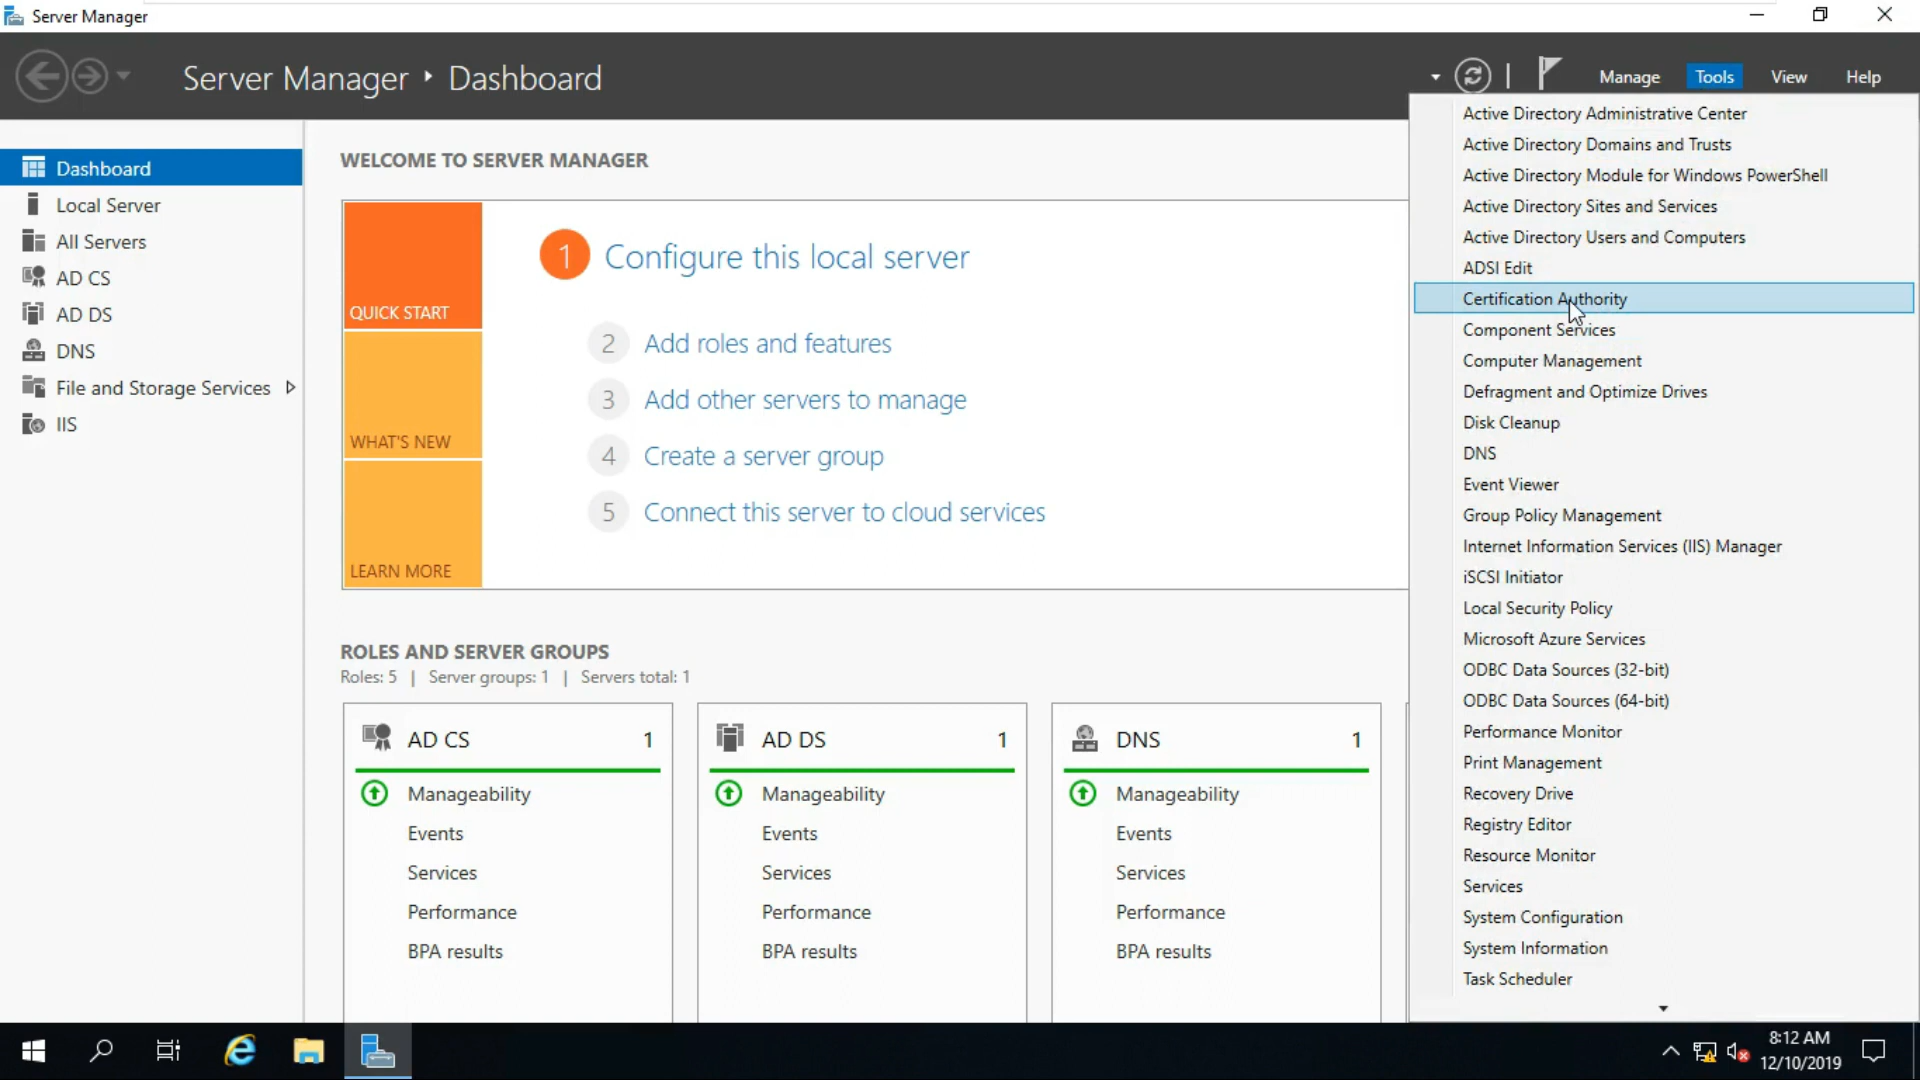 Server Manager
Server Manager ‣ Dashboard
Manage Tools View Help
Dashboard
Local Server
All Servers
AD CS
AD DS
DNS
File and Storage Services
IIS
WELCOME TO SERVER MANAGER
QUICK START
WHAT'S NEW
LEARN MORE
1 Configure this local server
2 Add roles and features
3 Add other servers to manage
4 Create a server group
5 Connect this server to cloud services
ROLES AND SERVER GROUPS
Roles: 5 | Server groups: 1 | Servers total: 1
AD CS 1
Manageability
Events
Services
Performance
BPA results
AD DS 1
Manageability
Events
Services
Performance
BPA results
DNS 1
Manageability
Events
Services
Performance
BPA results
Active Directory Administrative Center
Active Directory Domains and Trusts
Active Directory Module for Windows PowerShell
Active Directory Sites and Services
Active Directory Users and Computers
ADSI Edit
Certification Authority
Component Services
Computer Management
Defragment and Optimize Drives
Disk Cleanup
DNS
Event Viewer
Group Policy Management
Internet Information Services (IIS) Manager
iSCSI Initiator
Local Security Policy
Microsoft Azure Services
ODBC Data Sources (32-bit)
ODBC Data Sources (64-bit)
Performance Monitor
Print Management
Recovery Drive
Registry Editor
Resource Monitor
Services
System Configuration
System Information
Task Scheduler
8:12 AM
12/10/2019